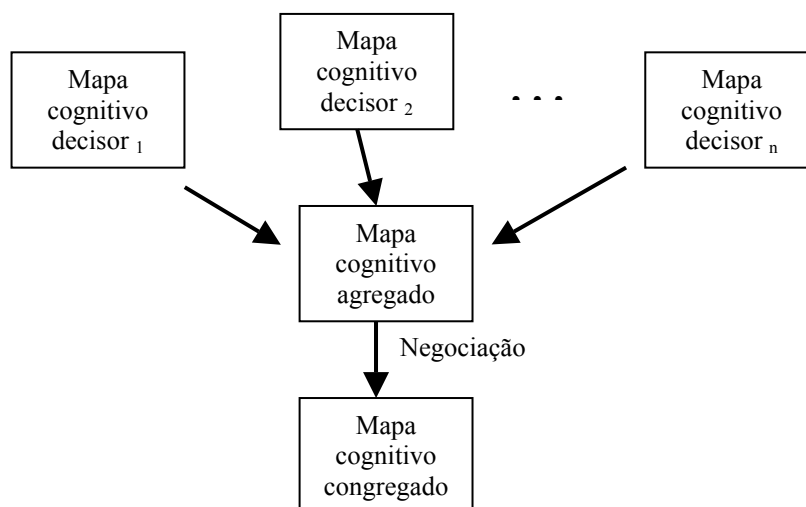 Mapa
cognitivo
decisor 1
Mapa
cognitivo
decisor 2
. . .
Mapa
cognitivo
decisor n
Mapa
cognitivo
agregado
Negociação
Mapa
cognitivo
congregado